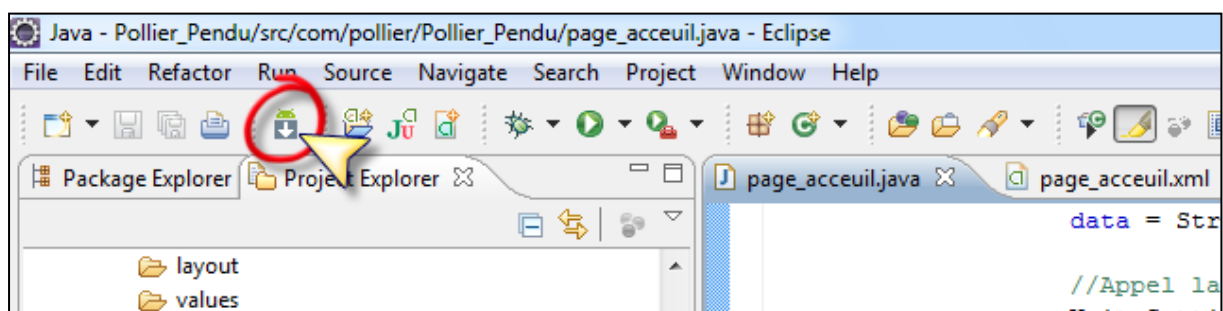 Java - Pollier_Pendu/src/com/pollier/Pollier_Pendu/page_acceuil.java - Eclipse
File Edit Refactor Run Source Navigate Search Project Window Help
Package Explorer Project Explorer page_acceuil.java page_acceuil.xml
data = Str
layout
//Appel la
values